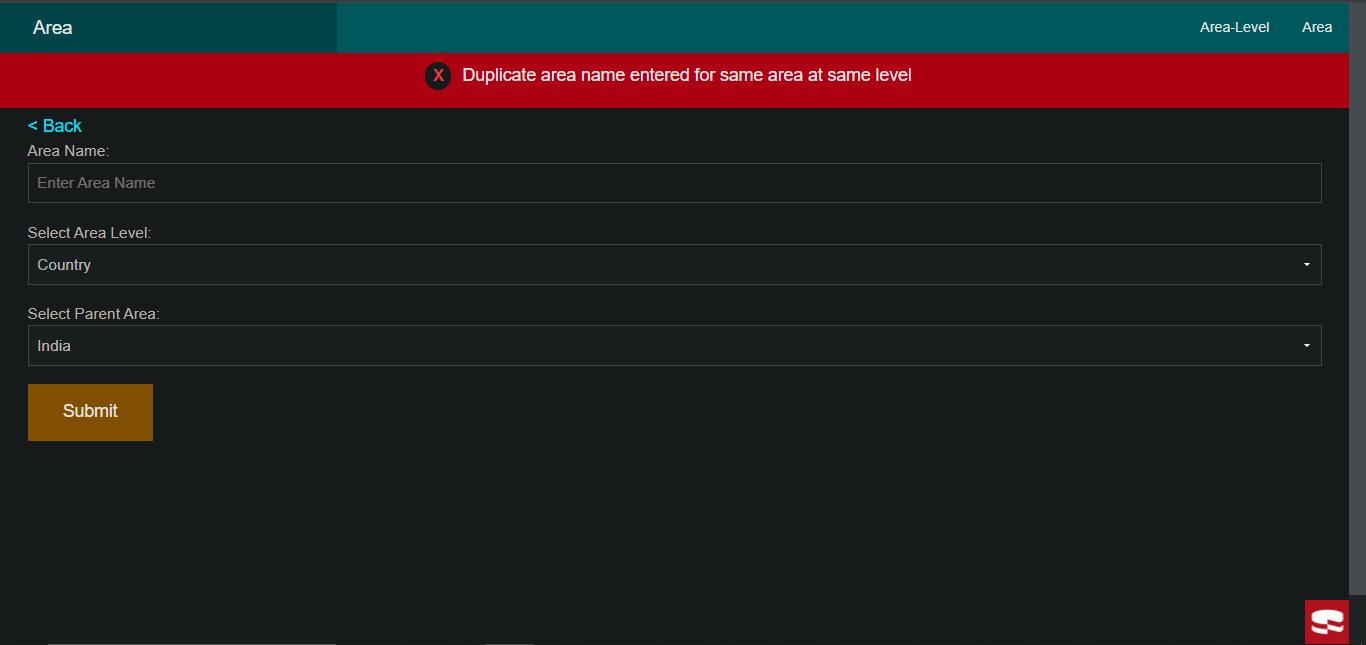 Area
Area-Level
Area
X
Duplicate area name entered for same area at same level
< Back
Area Name:
Enter Area Name
Select Area Level:
Country
Select Parent Area:
India
Submit